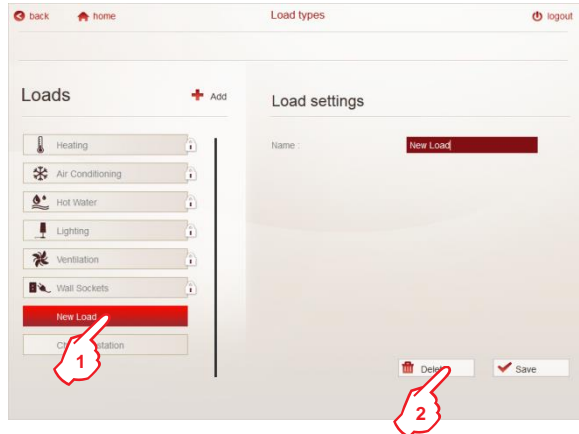 back
home
Load types
logout
Loads
Add
Heating
Air Conditioning
Hot Water
Lighting
Ventilation
Wall Sockets
New Load
station
1
Load settings
Name :
New Load
Delete
Save
2